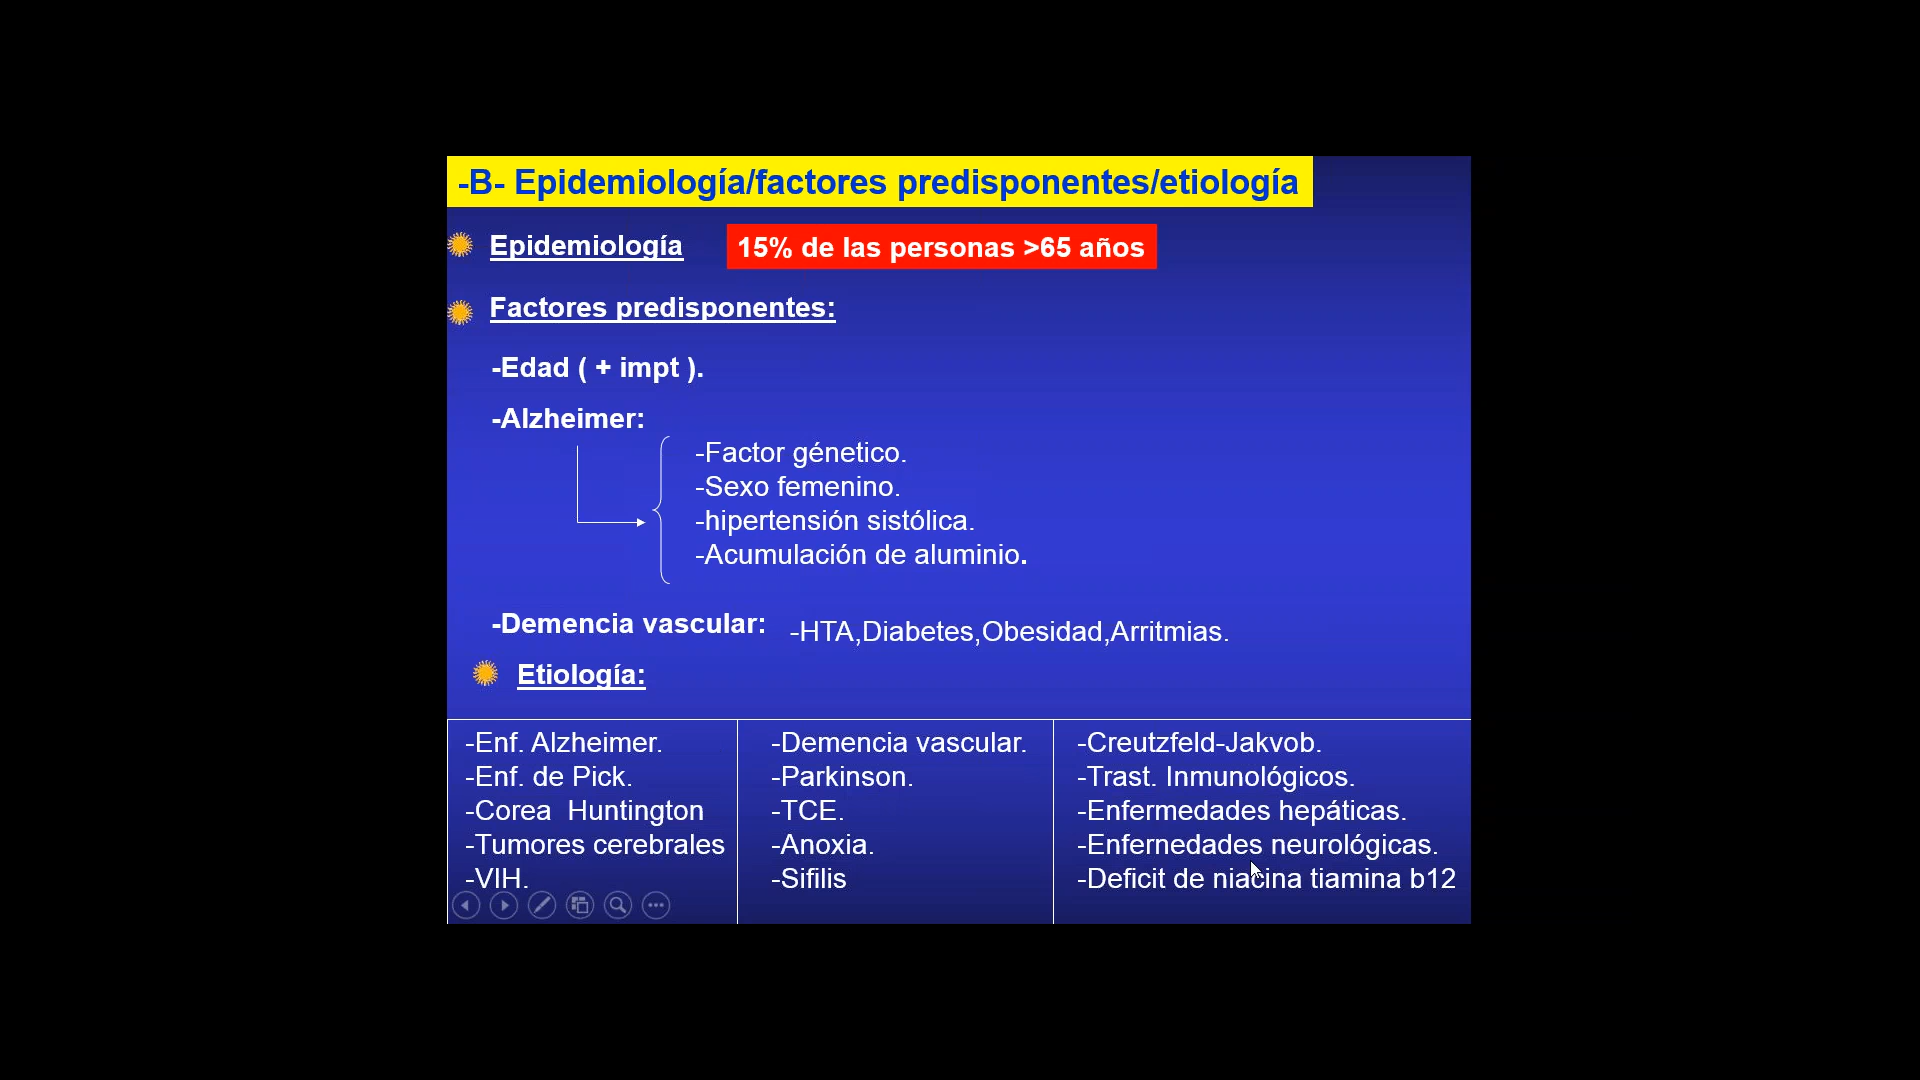 -B- Epidemiología/factores predisponentes/etiología
Epidemiología
15% de las personas >65 años
Factores predisponentes:
-Edad ( + impt ).
-Alzheimer:
-Factor génetico.
-Sexo femenino.
-hipertensión sistólica.
-Acumulación de aluminio.
-Demencia vascular:
-HTA,Diabetes,Obesidad,Arritmias.
Etiología:
-Enf. Alzheimer.
-Enf. de Pick.
-Corea  Huntington
-Tumores cerebrales
-VIH.
-Demencia vascular.
-Parkinson.
-TCE.
-Anoxia.
-Sifilis
-Creutzfeld-Jakvob.
-Trast. Inmunológicos.
-Enfermedades hepáticas.
-Enfernedades neurológicas.
-Deficit de niacina tiamina b12